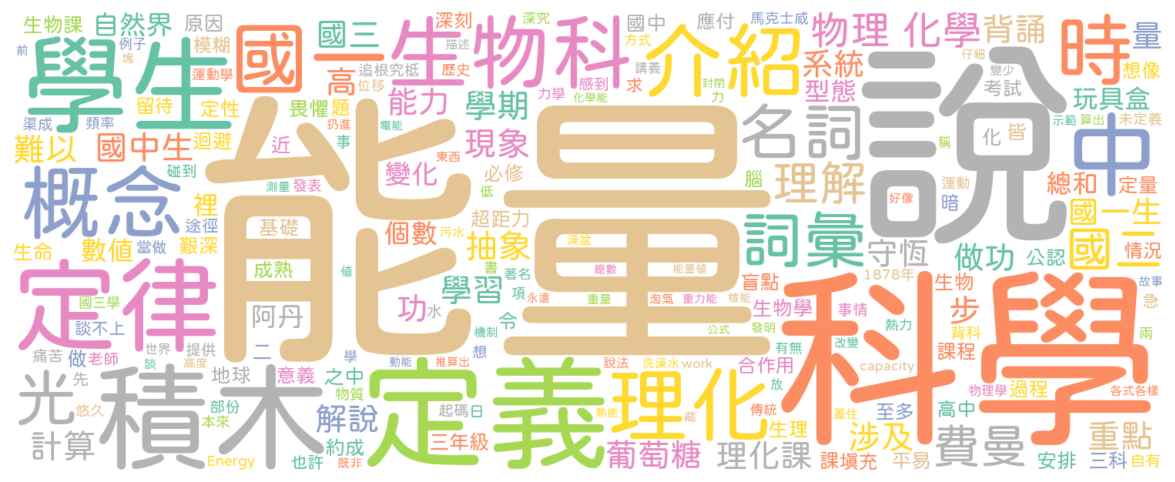 能量
科學
說
定義
積木
學生
生物科
國一
介紹
時
中
概念
定律
理化
光
名詞
理解
詞彙
國二
費曼
物理
化學
葡萄糖
理化課
解說
計算
阿丹
學習
功
個數
抽象
學期
現象
變化
能力
國三
自然界
高
系統
型態
背誦
量
玩具盒
總和
國一生
做功
守恆
步
涉及
重點
難以
國中生
數值
裡
生物課
原因
模糊
深刻
深究
國中
應付
馬克士威
前
例子
塊
運動學
描述
方式
追根究柢
歷史
講義
位移
感到
求
封閉
力
力學
化學能
留待
定性
畏懼
題
渠成
頻率
迴避
扔進
電能
事
近
碰到
東西
必修
低
腦
超距力
測量
發表
途徑
生命
當做
艱深
基礎
成熟
污水
澡盆
書
著名
總數
能量值
值
項
永遠
重量
淘氣
重力能
核能
水
國三學
談不上
二
機制
令
公式
發明
痛苦
做
老師
世界
提供
學
動能
推算出
想
說法
洗澡水
work
談
高度
先
地球
意義
之中
物質
悠久
部份
本來
起碼
日
熱能
戴
Energy
也許
既非
約成
三年級
合作用
放
傳統
蓋住
生理
盲點
生物學
事情
有無
改變
熱力
capacity
1878年
生物
背科
課程
物理學
過程
各式各樣
至多
高中
課填充
平易
安排
三科
自有
急
兩
故事
情況
公認
定量
暗
運動
好像
稱
示範
算出
未定義
化
皆
仔細
變少
考試
想像